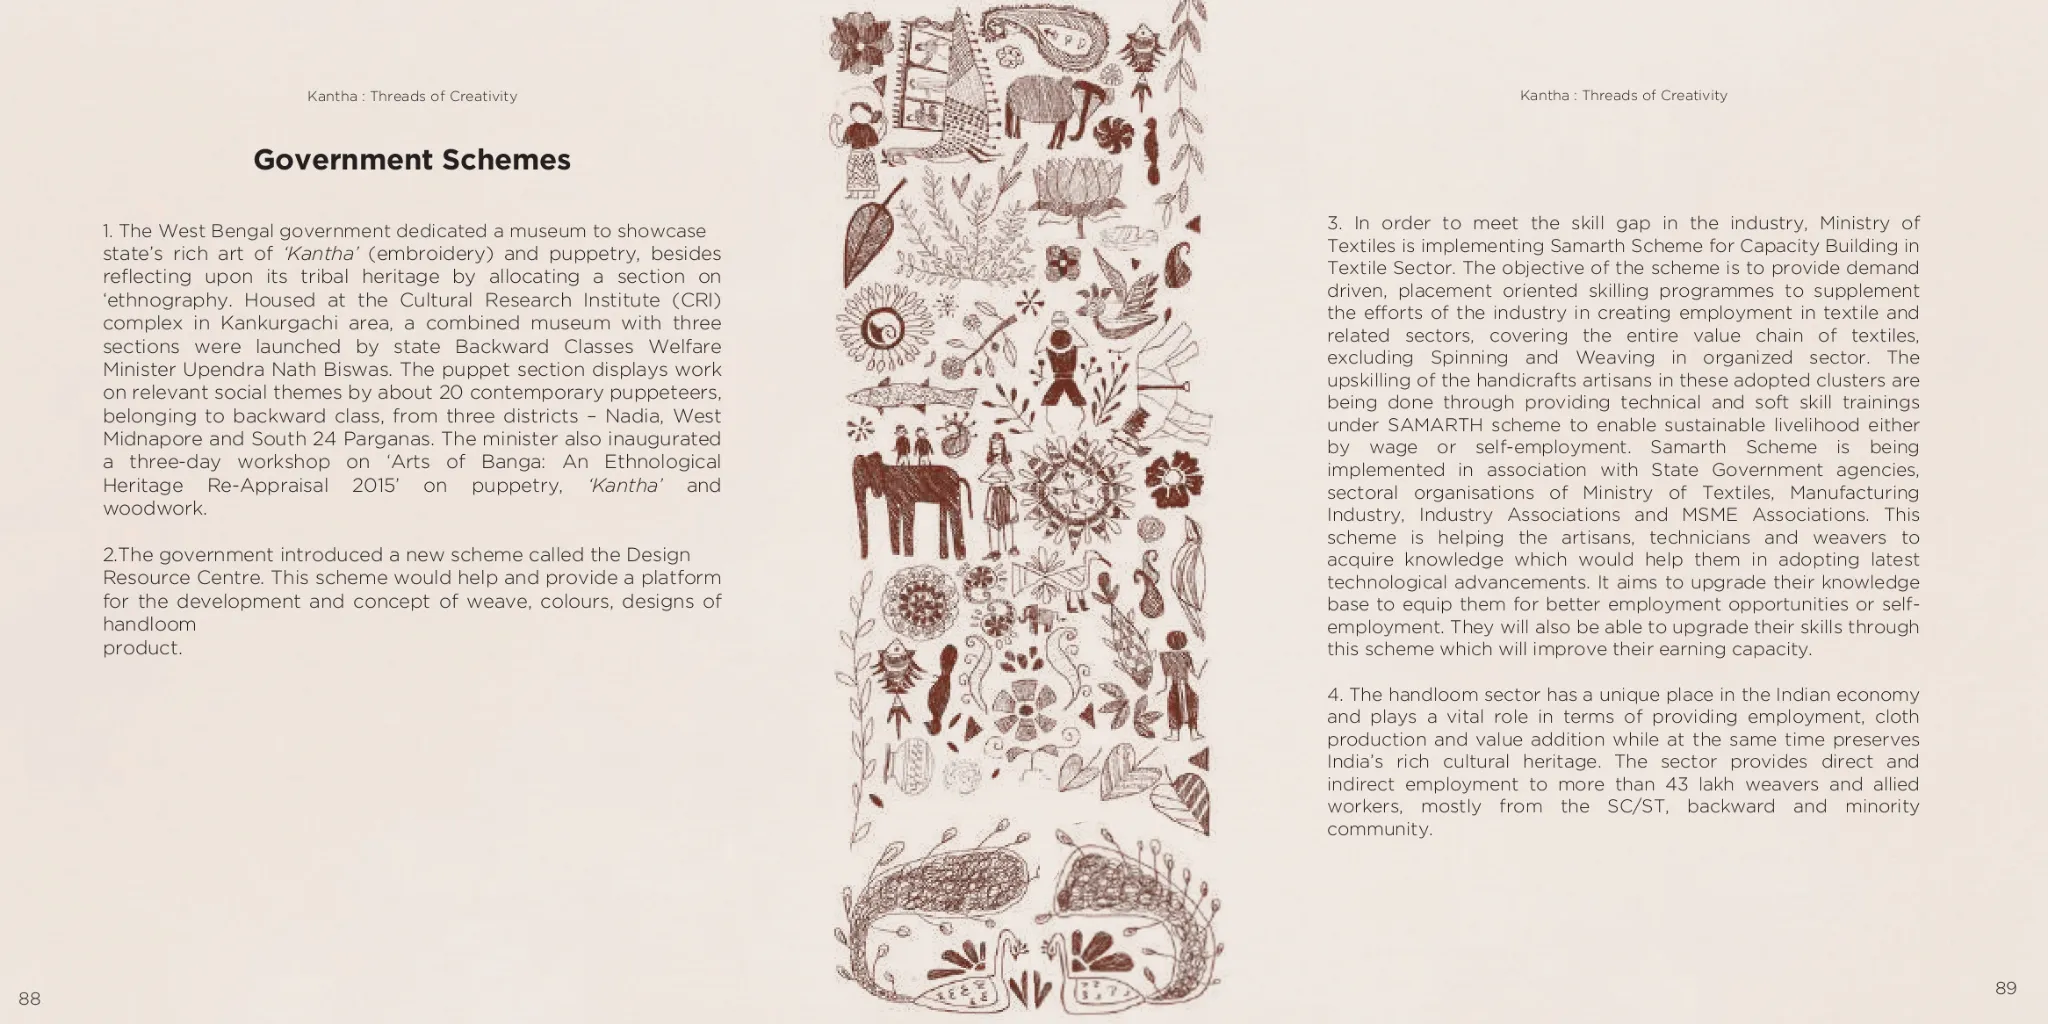 Kantha : Threads of Creativity
Government Schemes
1. The West Bengal government dedicated a museum to showcase
state's rich art of 'Kantha' (embroidery) and puppetry, besides
reflecting upon its tribal heritage by allocating a section on
'ethnography. Housed at the Cultural Research Institute (CRI)
complex in Kankurgachi area, a combined museum with three
sections were launched by state Backward Classes Welfare
Minister Upendra Nath Biswas. The puppet section displays work
on relevant social themes by about 20 contemporary puppeteers,
belonging to backward class, from three districts – Nadia, West
Midnapore and South 24 Parganas. The minister also inaugurated
a three-day workshop on 'Arts of Banga: An Ethnological
Heritage Re-Appraisal 2015' on puppetry, 'Kantha' and
woodwork.
2.The government introduced a new scheme called the Design
Resource Centre. This scheme would help and provide a platform
for the development and concept of weave, colours, designs of
handloom
product.
88
Kantha : Threads of Creativity
3. In order to meet the skill gap in the industry, Ministry of
Textiles is implementing Samarth Scheme for Capacity Building in
Textile Sector. The objective of the scheme is to provide demand
driven, placement oriented skilling programmes to supplement
the efforts of the industry in creating employment in textile and
related sectors, covering the entire value chain of textiles,
excluding Spinning and Weaving in organized sector. The
upskilling of the handicrafts artisans in these adopted clusters are
being done through providing technical and soft skill trainings
under SAMARTH scheme to enable sustainable livelihood either
by wage or self-employment. Samarth Scheme is being
implemented in association with State Government agencies,
sectoral organisations of Ministry of Textiles, Manufacturing
Industry, Industry Associations and MSME Associations. This
scheme is helping the artisans, technicians and weavers to
acquire knowledge which would help them in adopting latest
technological advancements. It aims to upgrade their knowledge
base to equip them for better employment opportunities or self-
employment. They will also be able to upgrade their skills through
this scheme which will improve their earning capacity.
4. The handloom sector has a unique place in the Indian economy
and plays a vital role in terms of providing employment, cloth
production and value addition while at the same time preserves
India's rich cultural heritage. The sector provides direct and
indirect employment to more than 43 lakh weavers and allied
workers, mostly from the SC/ST, backward and minority
community.
89